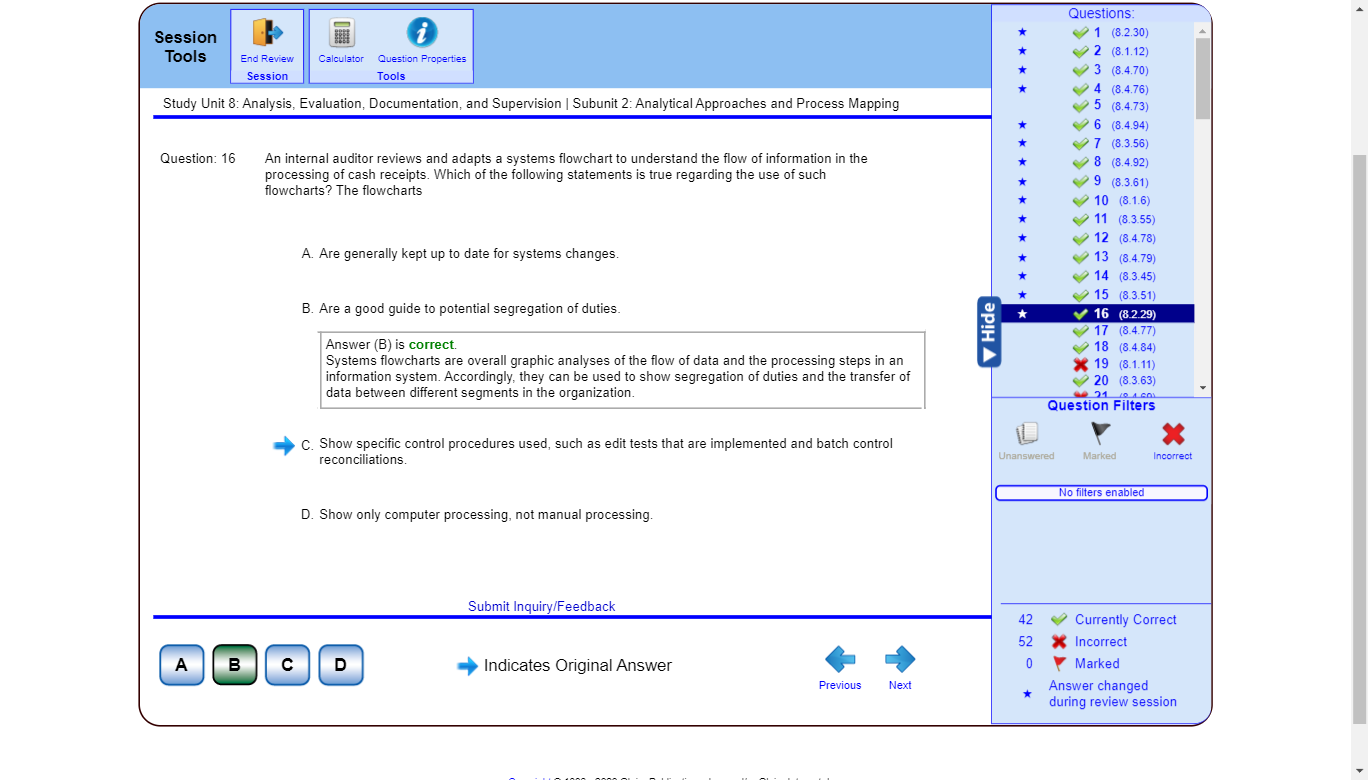 Session
Tools
End Review
Session
Calculator
Question Properties
Tools
Study Unit 8: Analysis, Evaluation, Documentation, and Supervision | Subunit 2: Analytical Approaches and Process Mapping
Question: 16
An internal auditor reviews and adapts a systems flowchart to understand the flow of information in the
processing of cash receipts. Which of the following statements is true regarding the use of such
flowcharts? The flowcharts
A. Are generally kept up to date for systems changes.
B. Are a good guide to potential segregation of duties.
Answer (B) is correct.
Systems flowcharts are overall graphic analyses of the flow of data and the processing steps in an
information system. Accordingly, they can be used to show segregation of duties and the transfer of
data between different segments in the organization.
C. Show specific control procedures used, such as edit tests that are implemented and batch control
reconciliations.
D. Show only computer processing, not manual processing.
Submit Inquiry/Feedback
A
B
C
D
Indicates Original Answer
Previous
Next
Hide
Questions:
1 (8.2.30)
2 (8.1.12)
3 (8.4.70)
4 (8.4.76)
5 (8.4.73)
6 (8.4.94)
7 (8.3.56)
8 (8.4.92)
9 (8.3.61)
10 (8.1.6)
11 (8.3.55)
12 (8.4.78)
13 (8.4.79)
14 (8.3.45)
15 (8.3.51)
16 (8.2.29)
17 (8.4.77)
18 (8.4.84)
19 (8.1.11)
20 (8.3.63)
Question Filters
Unanswered
Marked
Incorrect
No filters enabled
42 Currently Correct
52 Incorrect
0 Marked
Answer changed
during review session